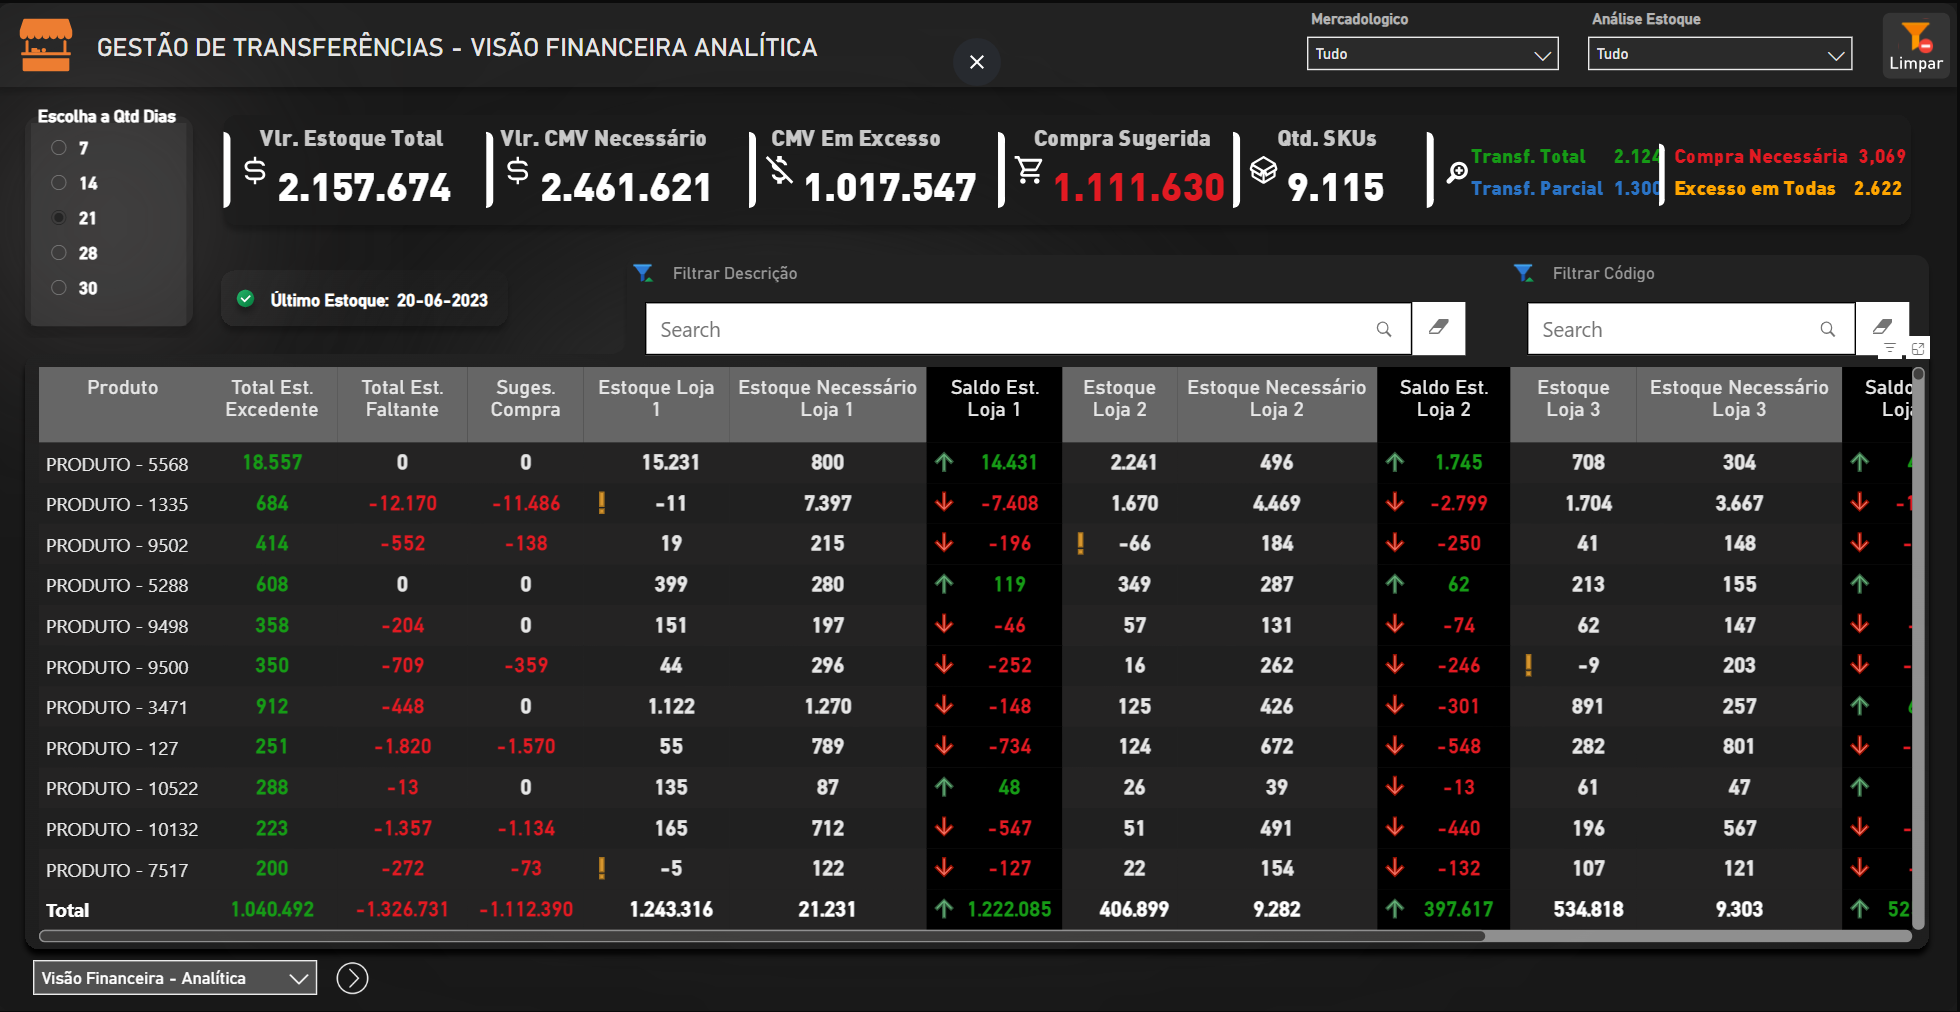 GESTÃO DE TRANSFERÊNCIAS - VISÃO FINANCEIRA ANALÍTICA
Mercadologico
Tudo
Análise Estoque
Tudo
Limpar
Escolha a Qtd Dias
7
14
21
28
30
Vlr. Estoque Total
2.157.674
Vlr. CMV Necessário
2.461.621
CMV Em Excesso
1.017.547
Compra Sugerida
1.111.630
Qtd. SKUs
9.115
Transf. Total 2.124
Transf. Parcial 1.300
Compra Necessária 3,069
Excesso em Todas 2.622
Último Estoque: 20-06-2023
Filtrar Descrição
Search
Filtrar Código
Search
Produto Total Est. Excedente Total Est. Faltante Suges. Compra Estoque Loja 1 Estoque Necessário Loja 1 Saldo Est. Loja 1 Estoque Loja 2 Estoque Necessário Loja 2 Saldo Est. Loja 2 Estoque Loja 3 Estoque Necessário Loja 3 Saldo
PRODUTO - 5568 18.557 0 0 15.231 800 14.431 2.241 496 1.745 708 304
PRODUTO - 1335 684 -12.170 -11.486 -11 7.397 -7.408 1.670 4.469 -2.799 1.704 3.667
PRODUTO - 9502 414 -552 -138 19 215 -196 -66 184 -250 41 148
PRODUTO - 5288 608 0 0 399 280 119 349 287 62 213 155
PRODUTO - 9498 358 -204 0 151 197 -46 57 131 -74 62 147
PRODUTO - 9500 350 -709 -359 44 296 -252 16 262 -246 -9 203
PRODUTO - 3471 912 -448 0 1.122 1.270 -148 125 426 -301 891 257
PRODUTO - 127 251 -1.820 -1.570 55 789 -734 124 672 -548 282 801
PRODUTO - 10522 288 -13 0 135 87 48 26 39 -13 61 47
PRODUTO - 10132 223 -1.357 -1.134 165 712 -547 51 491 -440 196 567
PRODUTO - 7517 200 -272 -73 -5 122 -127 22 154 -132 107 121
Total 1.040.492 -1.326.731 -1.112.390 1.243.316 21.231 1.222.085 406.899 9.282 397.617 534.818 9.303 52
Visão Financeira - Analítica